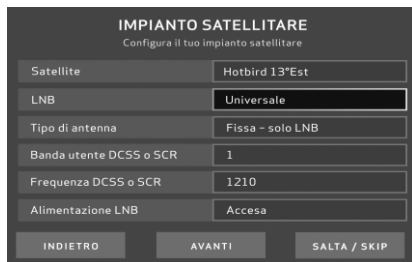 IMPIANTO SATELLITARE
Configura il tuo impianto satellitare
Satellite Hotbird 13°Est
LNB Universale
Tipo di antenna Fissa – solo LNB
Banda utente DCSS o SCR 1
Frequenza DCSS o SCR 1210
Alimentazione LNB Accesa
INDIETRO AVANTI SALTA / SKIP